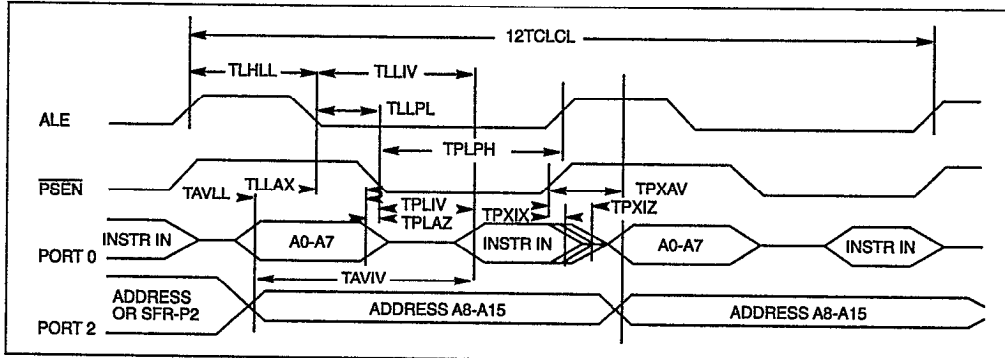 12TCLCL
TLHLL
TLLIV
ALE
TLLPL
TPLPH
PSEN
TAVLL
TLLAX
TPLIV
TPLAZ
TPXAV
TPXIX
TPXIZ
PORT 0
INSTR IN
A0-A7
INSTR IN
A0-A7
INSTR IN
TAVIV
PORT 2
ADDRESS
OR SFR-P2
ADDRESS A8-A15
ADDRESS A8-A15